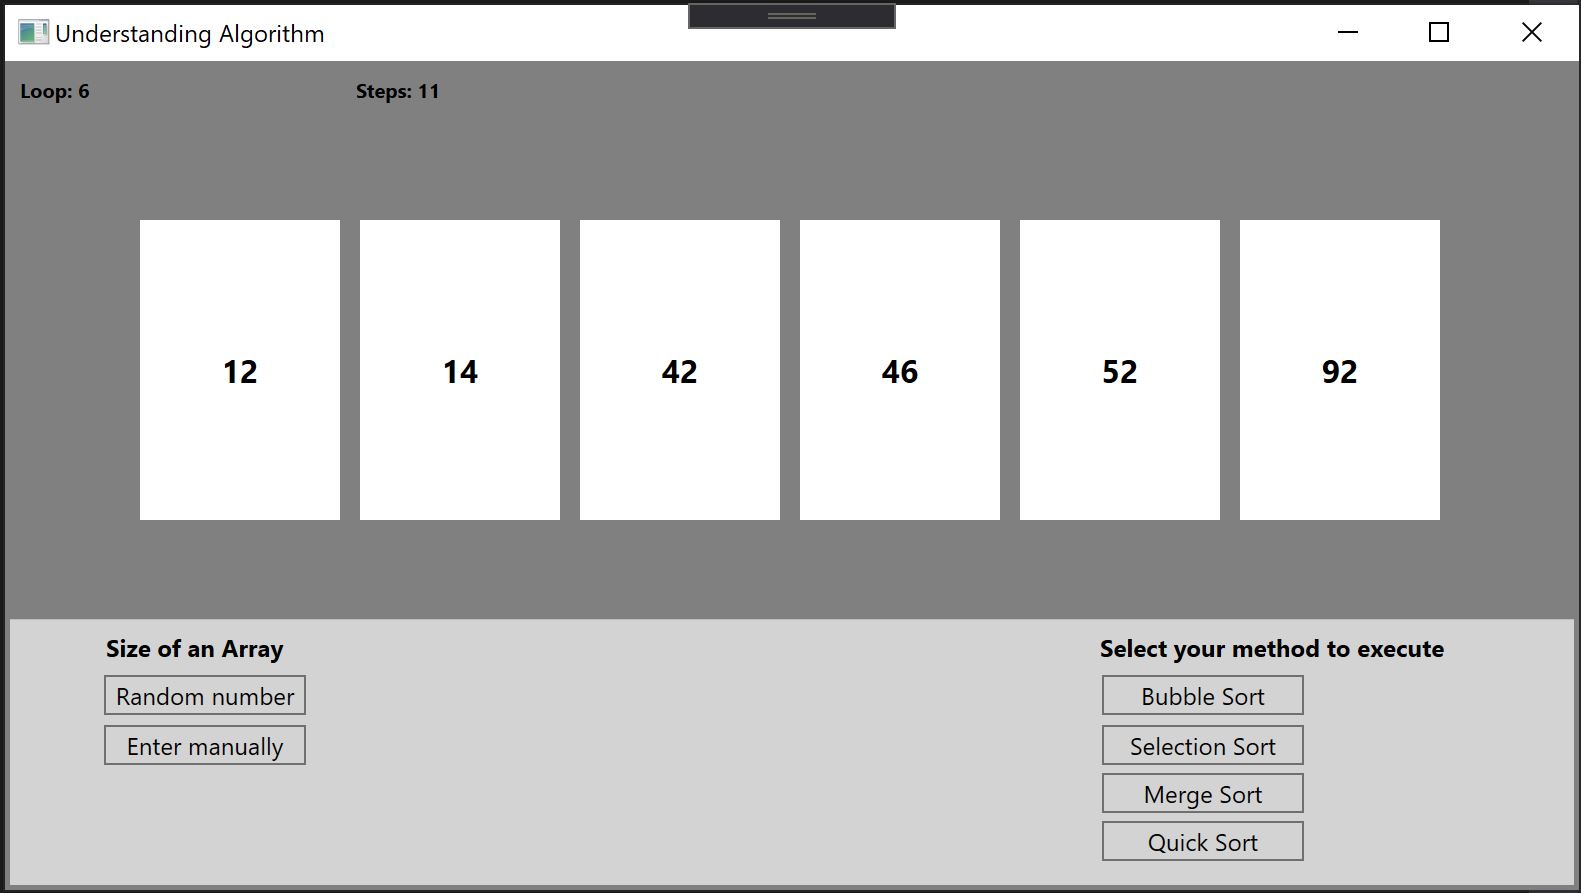 Understanding Algorithm
Loop: 6
Steps: 11
12
14
42
46
52
92
Size of an Array
Random number
Enter manually
Select your method to execute
Bubble Sort
Selection Sort
Merge Sort
Quick Sort